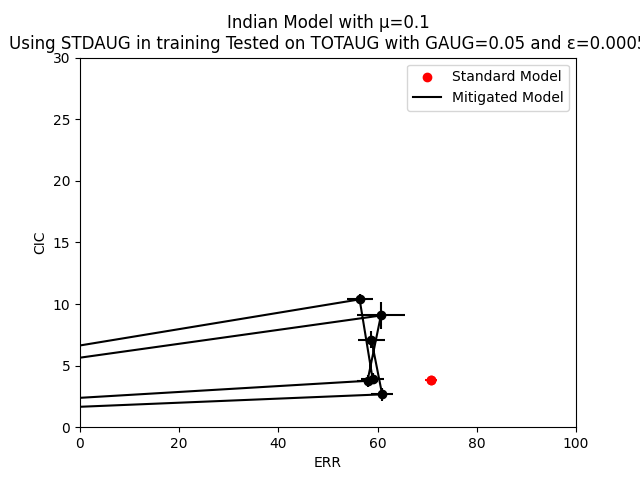 Indian Model with μ=0.1
Using STDAUG in training Tested on TOTAUG with GAUG=0.05 and ε=0.0005
30
25
20
15
10
5
0
CIC
Standard Model
Mitigated Model
0 20 40 60 80 100
ERR